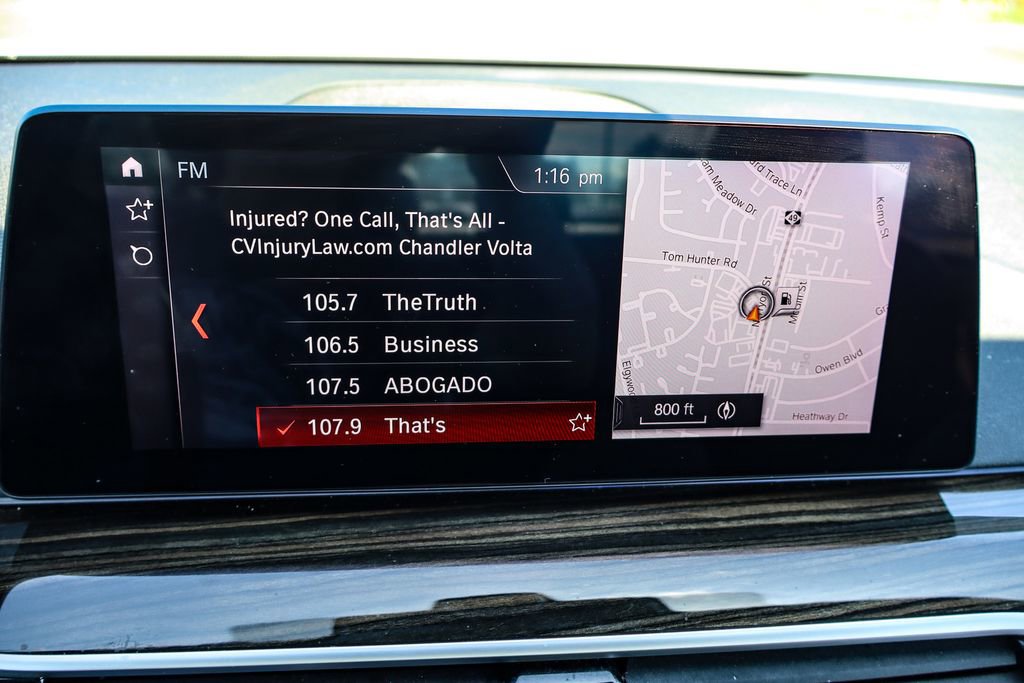 FM
1:16 pm
Injured? One Call, That's All -
CVInjuryLaw.com Chandler Volta
105.7 TheTruth
106.5 Business
107.5 ABOGADO
107.9 That's
Meadow Dr
Trace Ln
49
Kemp St
Tom Hunter Rd
Owen Blvd
Heathway Dr
800 ft